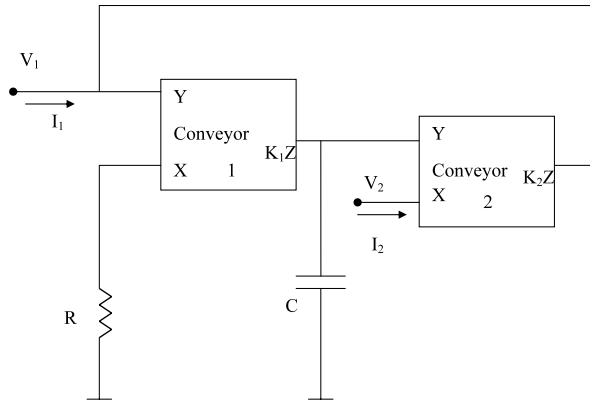 V₁
I₁
Y
Conveyor
K₁Z
X 1
Y
Conveyor
K₂Z
X
2
V₂
I₂
C
R